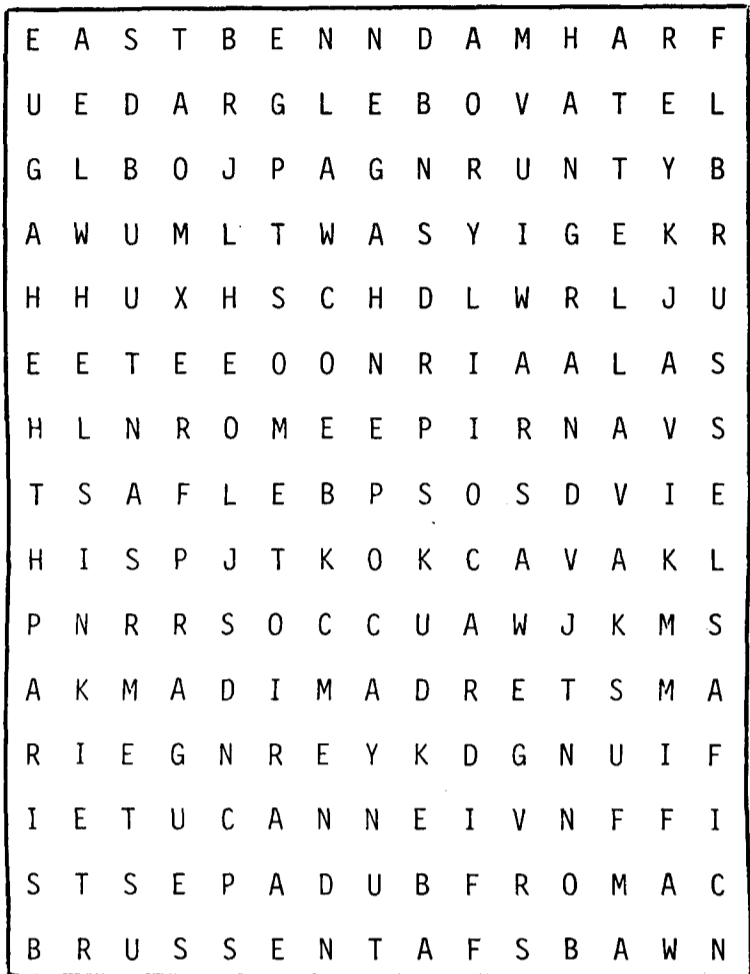 E A S T B E N N D A M H A R F
U E D A R G L E B O V A T E L
G L B O J P A G N R U N T Y B
A W U M L T W A S Y I G E K R
H H U X H S C H D L W R L J U
E E T E E O O N R I A A L A S
H L N R O M E E P I R N A V S
T S A F L E B P S O S D V I E
H I S P J T K O K C A V A K L
P N R R S O C C U A W J K M S
A K M A D I M A D R E T S M A
R I E G N R E Y K D G N U I F
I E T U C A N N E I V N F F I
S T S E P A D U B F R O M A C
B R U S S E N T A F S B A W N